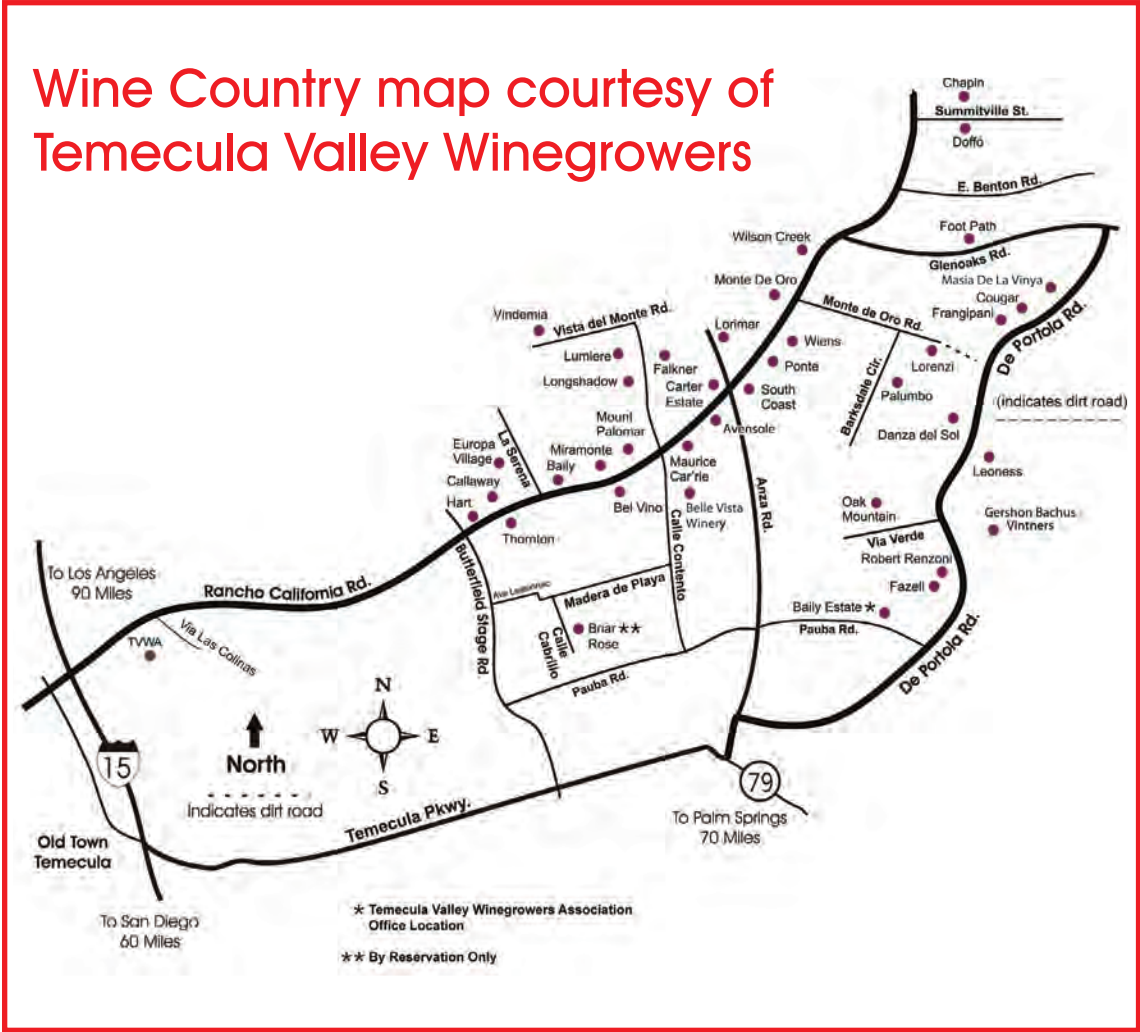 Wine Country map courtesy of
Temecula Valley Winegrowers
Chapin
Summitville St.
Doffó
E. Benton Rd.
Foot Path
Glenoaks Rd.
Wilson Creek
Monte De Oro
Masia De La Vinya
Cougar
Frangipani
De Portola Rd.
Monte de Oro Rd.
Vindemia
Vista del Monte Rd.
Lorimar
Wiens
Ponte
Lorenzi
Barksdale Cir.
Palumbo
Lumiere
Longshadow
Falkner
Carter
Estate
South
Coast
(indicates dirt road)
Danza del Sol
Mount
Palomar
Avensole
Europa
Village
La Serena
Miramonte
Baily
Maurice
Car'rie
Leoness
Callaway
Hart
Thornton
Bel Vino
Belle Vista
Winery
Calle Contento
Anza Rd.
Oak
Mountain
Gershon Bachus
Vintners
Via Verde
Robert Renzoni
Fazeli
To Los Angeles
90 Miles
Rancho California Rd.
Butterfield Stage Rd.
Madera de Playa
Baily Estate *
Pauba Rd.
TVWA
Via Las Colinas
Briar **
Rose
Calle
Cabrillo
Pauba Rd.
De Portola Rd.
N
W
E
S
North
Indicates dirt road
15
79
To Palm Springs
70 Miles
Temecula Pkwy.
Old Town
Temecula
To San Diego
60 Miles
* Temecula Valley Winegrowers Association
Office Location
** By Reservation Only